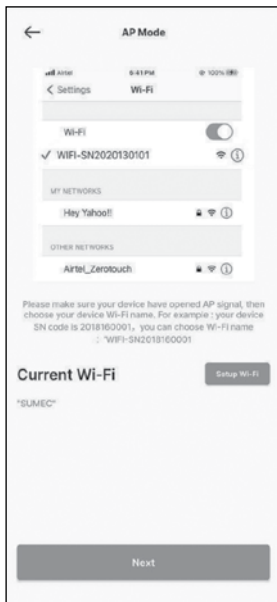 AP Mode
Airtel 5:41 PM 100%
Settings Wi-Fi
Wi-Fi
WIFI-SN2020130101
MY NETWORKS
Hey Yahoo!!
OTHER NETWORKS
Airtel_Zerotouch
Please make sure your device have opened AP signal, then
choose your device Wi-Fi name. For example : your device
SN code is 2018160001, you can choose Wi-Fi name
: "WIFI-SN2018160001
Current Wi-Fi Setup Wi-Fi
"SUMEC"
Next